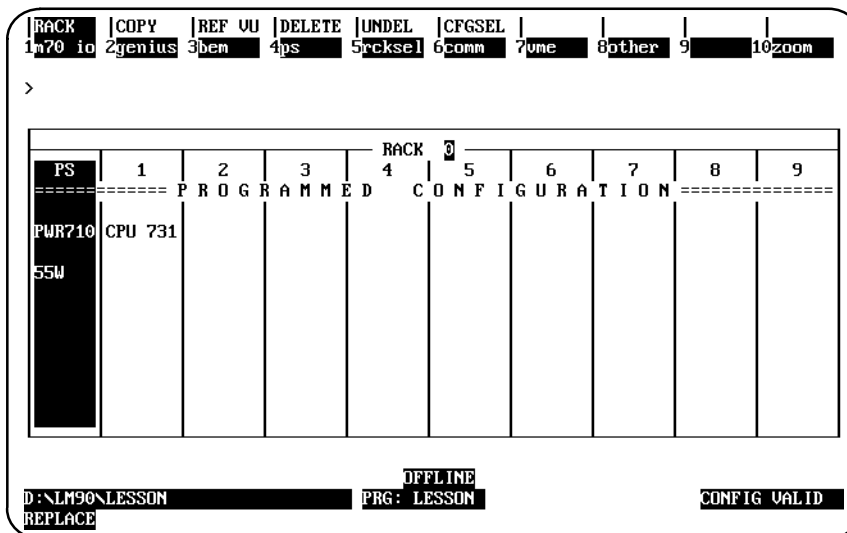 RACK |COPY |REF VU |DELETE |UNDEL |CFGSEL | | | |
1m70 io 2genius 3bem 4ps 5rcksel 6comm 7vme 8other 9 10zoom
>
RACK 0
PS 1 2 3 4 5 6 7 8 9
======= ======= P R O G R A M M E D C O N F I G U R A T I O N ==============
PWR710 CPU 731
55W
OFFLINE
D:\LM90\LESSON PRG: LESSON CONFIG VALID
REPLACE